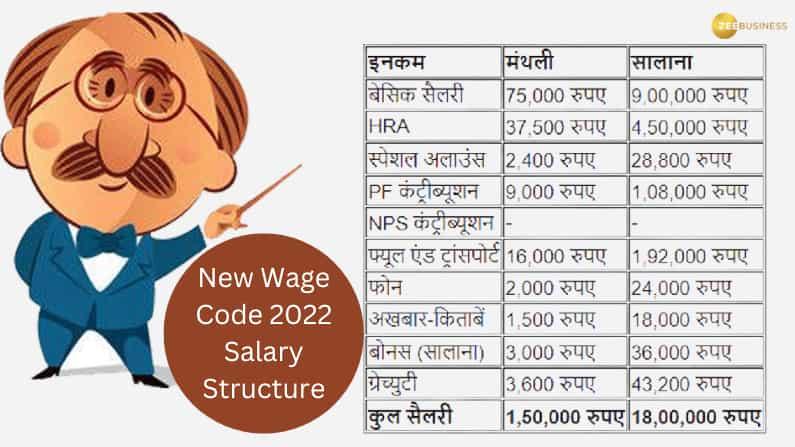 ZEEBUSINESS
इनकम मंथली सालाना
बेसिक सैलरी 75,000 रुपए 9,00,000 रुपए
HRA 37,500 रुपए 4,50,000 रुपए
स्पेशल अलाउंस 2,400 रुपए 28,800 रुपए
PF कंट्रीब्यूशन 9,000 रुपए 1,08,000 रुपए
NPS कंट्रीब्यूशन - -
फ्यूल एंड ट्रांसपोर्ट 16,000 रुपए 1,92,000 रुपए
फोन 2,000 रुपए 24,000 रुपए
अखबार-किताबें 1,500 रुपए 18,000 रुपए
बोनस (सालाना) 3,000 रुपए 36,000 रुपए
ग्रेच्युटी 3,600 रुपए 43,200 रुपए
कुल सैलरी 1,50,000 रुपए 18,00,000 रुपए
New Wage
Code 2022
Salary
Structure